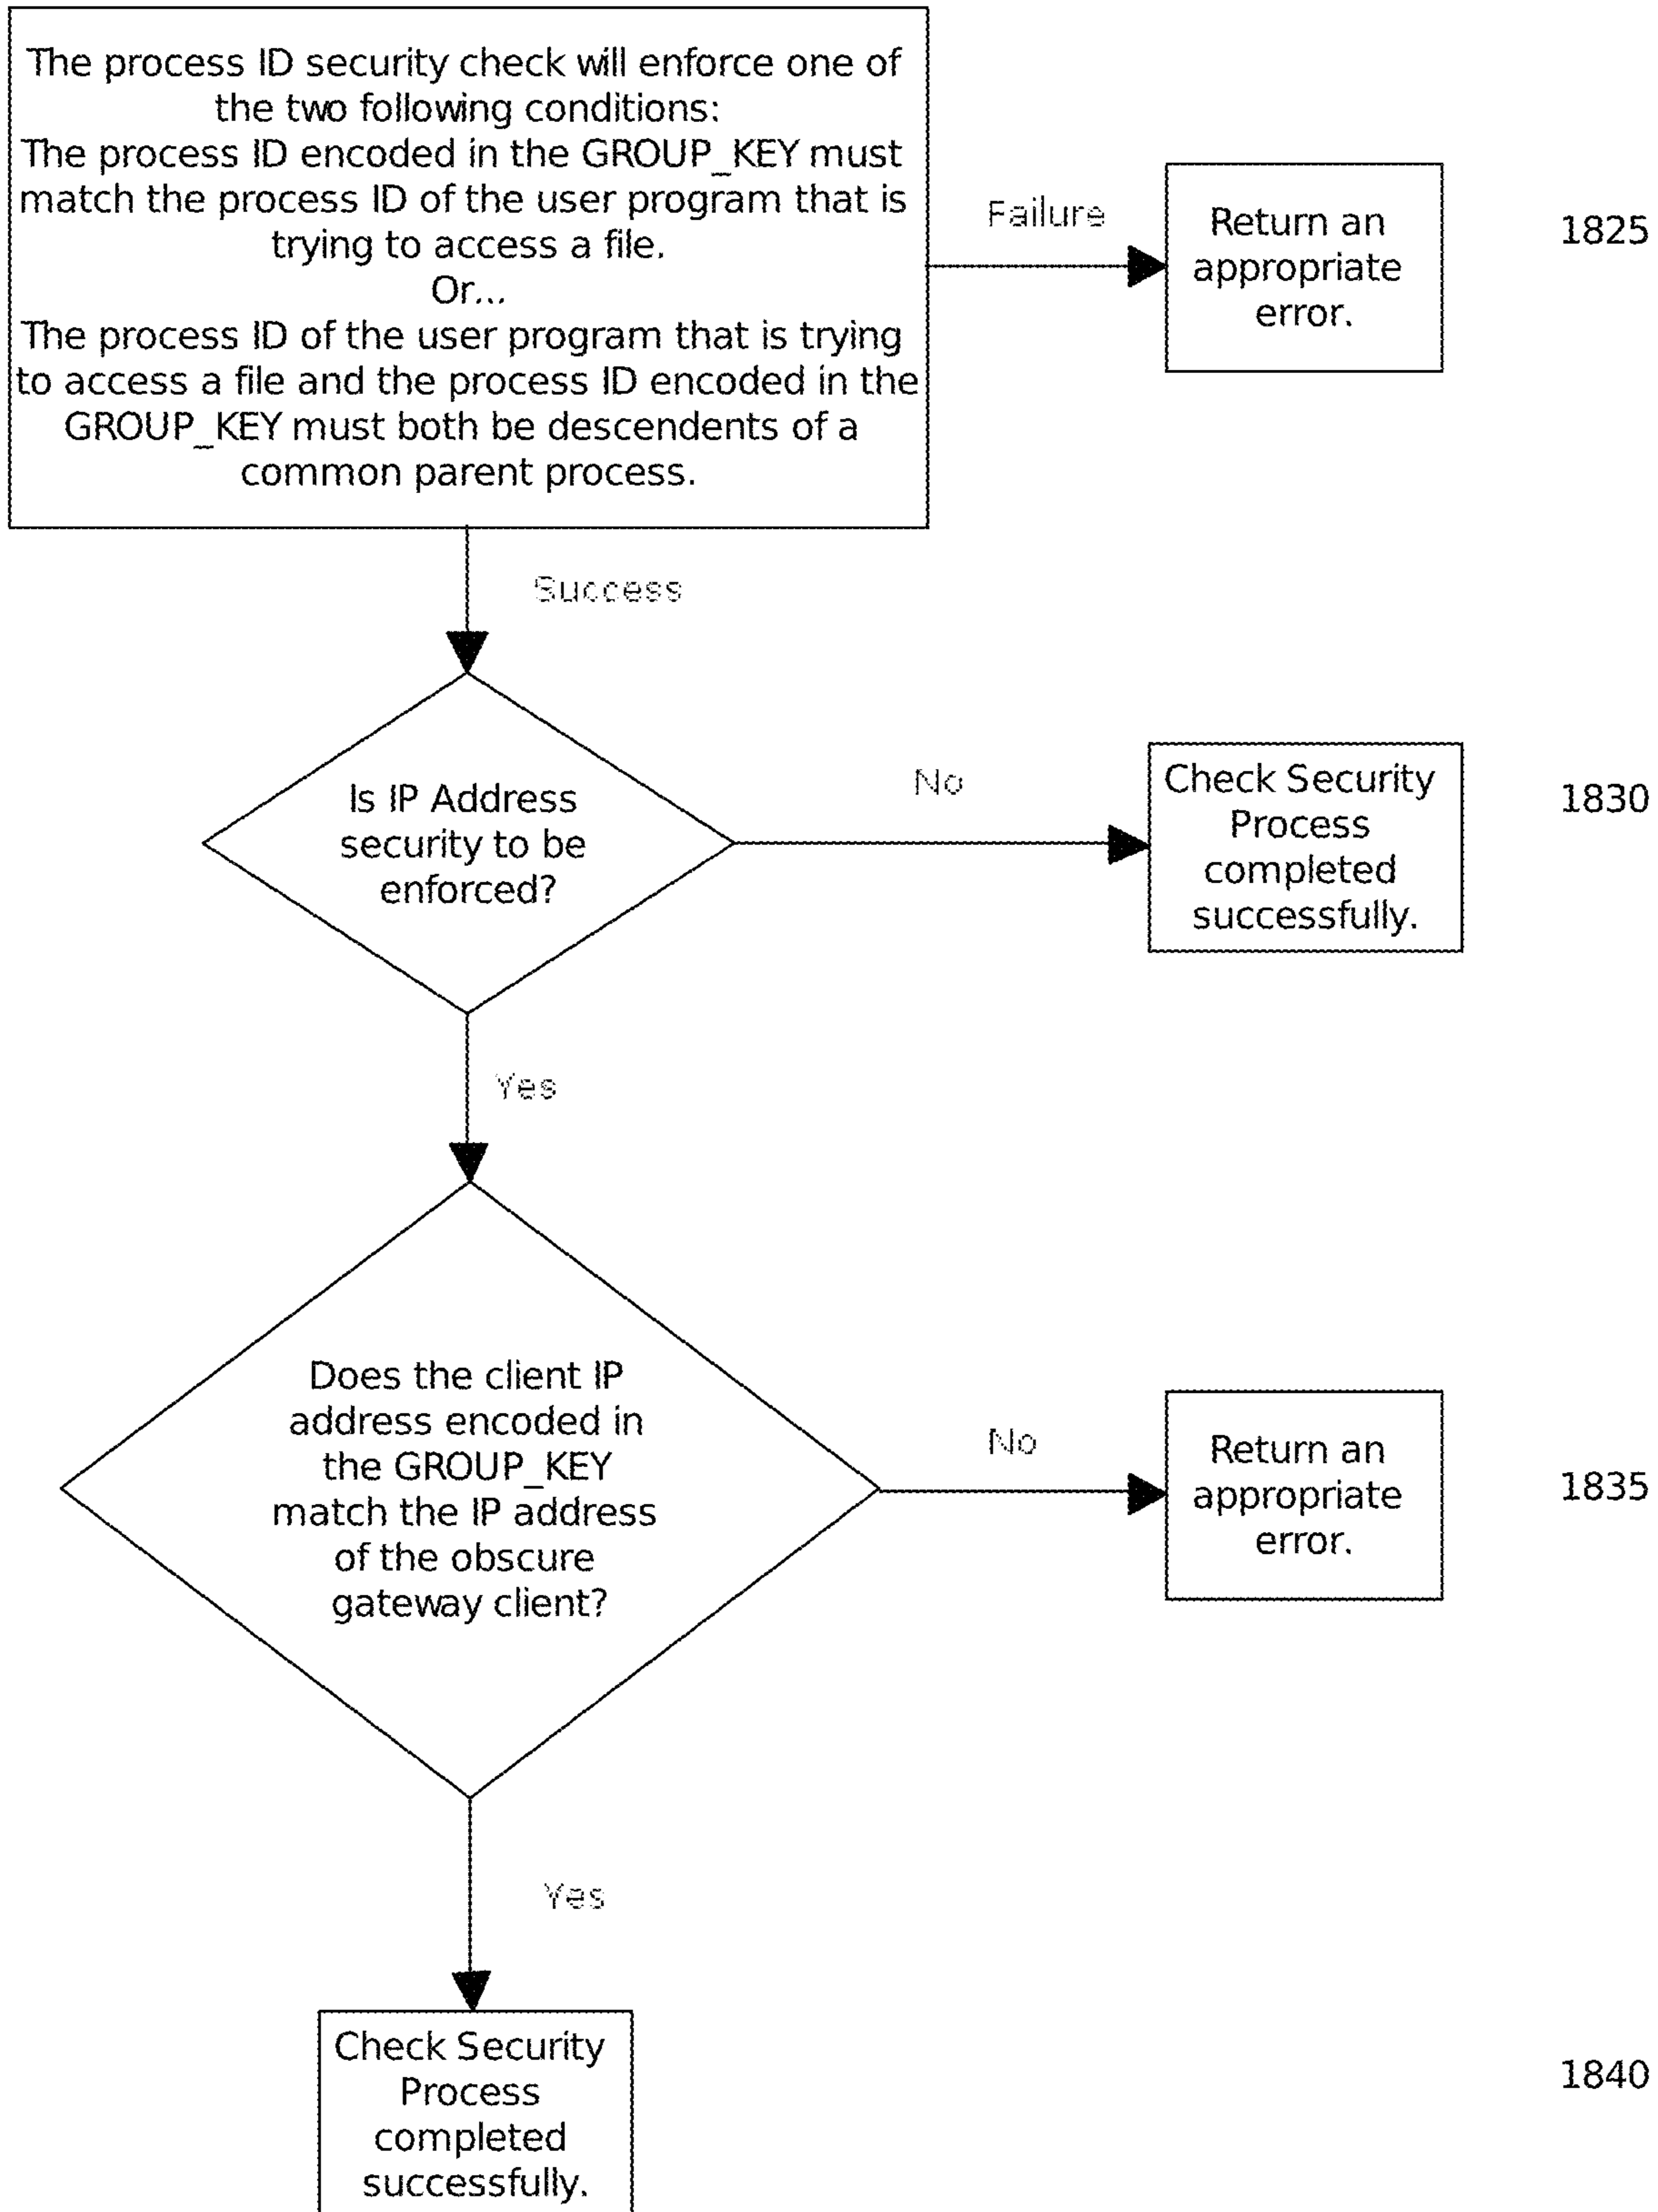 The process ID security check will enforce one of
the two following conditions:
The process ID encoded in the GROUP_KEY must
match the process ID of the user program that is
trying to access a file.
Or...
The process ID of the user program that is trying
to access a file and the process ID encoded in the
GROUP_KEY must both be descendents of a
common parent process.
Failure
Return an
appropriate
error.
1825
Success
Is IP Address
security to be
enforced?
No
Check Security
Process
completed
successfully.
1830
Yes
Does the client IP
address encoded in
the GROUP_KEY
match the IP address
of the obscure
gateway client?
No
Return an
appropriate
error.
1835
Yes
Check Security
Process
completed
successfully.
1840